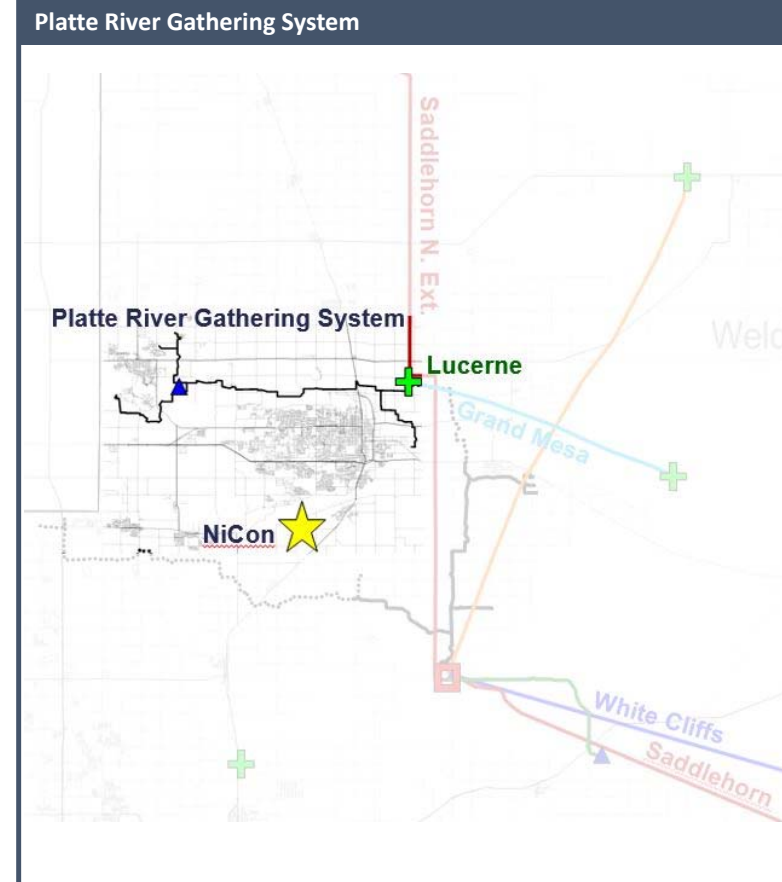 Platte River Gathering System
Saddlehorn N. Ext.
Platte River Gathering System
Weld
Lucerne
Grand Mesa
NiCon
White Cliffs
Saddlehorn